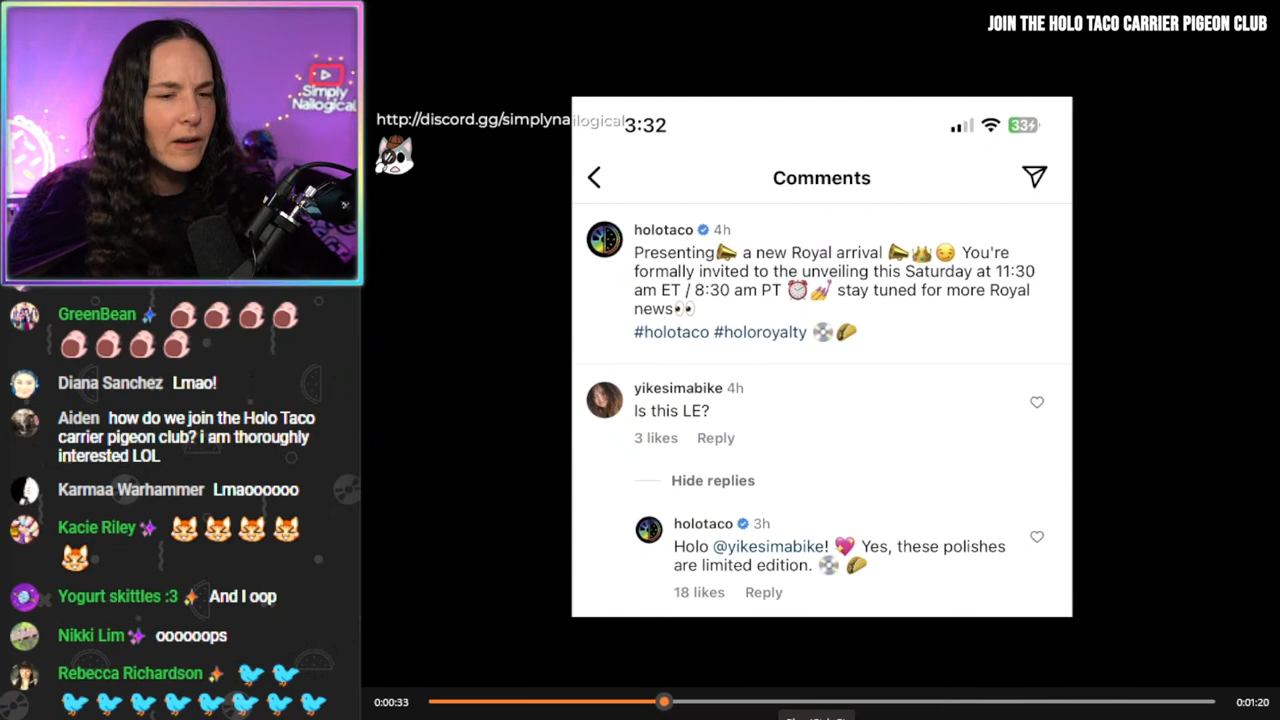 JOIN THE HOLO TACO CARRIER PIGEON CLUB
Simply
Nailogical
http://discord.gg/simplynailogical
3:32
33
Comments
holotaco 4h
Presenting📣 a new Royal arrival 📣👑😏 You're
formally invited to the unveiling this Saturday at 11:30
am ET / 8:30 am PT ⏰💅 stay tuned for more Royal
news👀
#holotaco #holoroyalty 💿🌮
yikesimabike 4h
Is this LE?
3 likes Reply
Hide replies
holotaco 3h
Holo @yikesimabike! 💖 Yes, these polishes
are limited edition. 💿🌮
18 likes Reply
GreenBean
Diana Sanchez Lmao!
Aiden how do we join the Holo Taco
carrier pigeon club? i am thoroughly
interested LOL
Karmaa Warhammer Lmaooooo
Kacie Riley
Yogurt skittles :3 And I oop
Nikki Lim oooooops
Rebecca Richardson 🐦🐦
🐦🐦🐦🐦🐦🐦🐦🐦
0:00:33
0:01:20